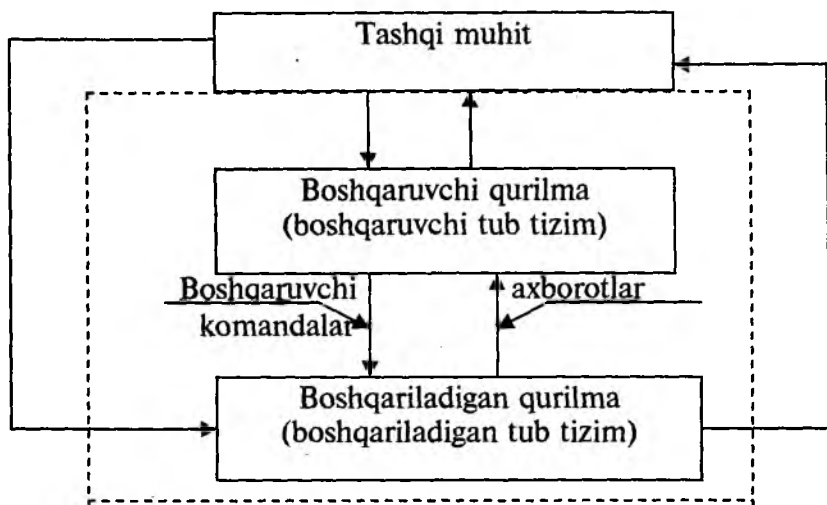 Tashqi muhit
Boshqaruvchi qurilma
(boshqaruvchi tub tizim)
Boshqaruvchi
komandalar
axborotlar
Boshqariladigan qurilma
(boshqariladigan tub tizim)